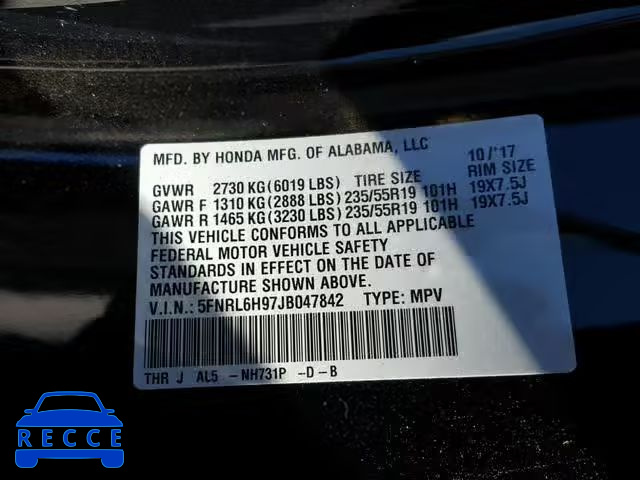 MFD. BY HONDA MFG. OF ALABAMA, LLC 10/'17
GVWR 2730 KG(6019 LBS) TIRE SIZE RIM SIZE
GAWR F 1310 KG(2888 LBS) 235/55R19 101H 19X7.5J
GAWR R 1465 KG(3230 LBS) 235/55R19 101H 19X7.5J
THIS VEHICLE CONFORMS TO ALL APPLICABLE
FEDERAL MOTOR VEHICLE SAFETY
STANDARDS IN EFFECT ON THE DATE OF
MANUFACTURE SHOWN ABOVE.
V.I.N.: 5FNRL6H97JB047842 TYPE: MPV
THR J AL5 -NH731P -D-B
RECCE